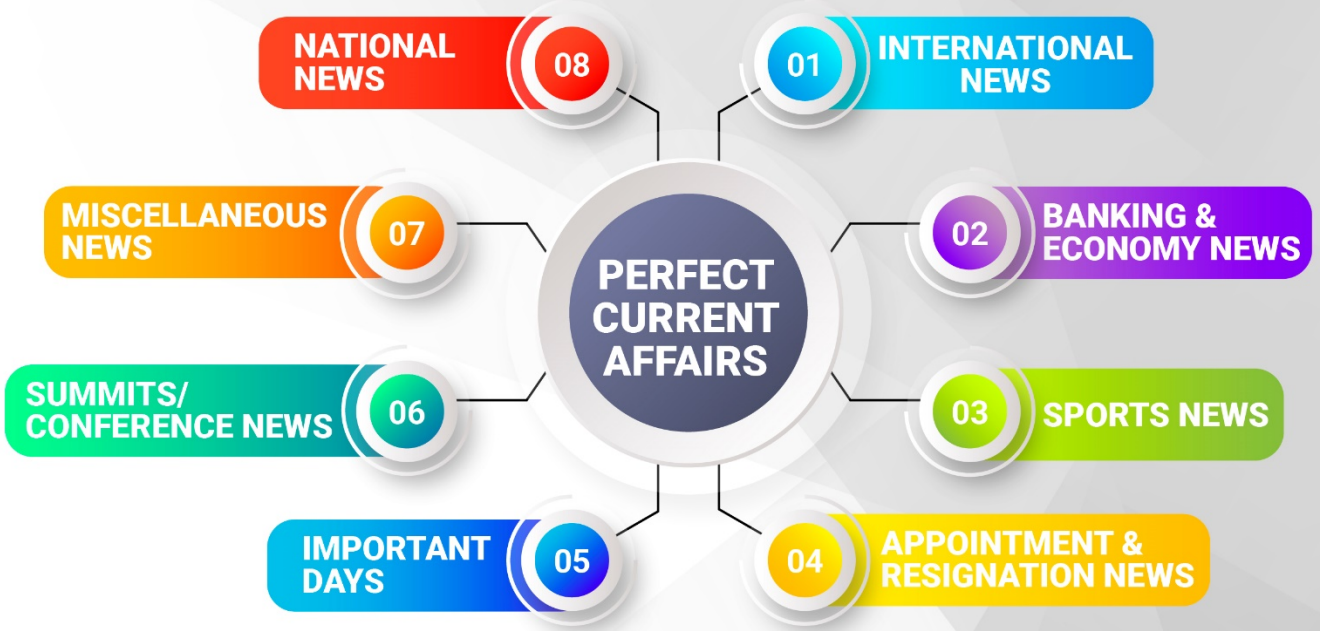 PERFECT
CURRENT
AFFAIRS
01
INTERNATIONAL
NEWS
02
BANKING &
ECONOMY NEWS
03
SPORTS NEWS
04
APPOINTMENT &
RESIGNATION NEWS
05
IMPORTANT
DAYS
06
SUMMITS/
CONFERENCE NEWS
07
MISCELLANEOUS
NEWS
08
NATIONAL
NEWS